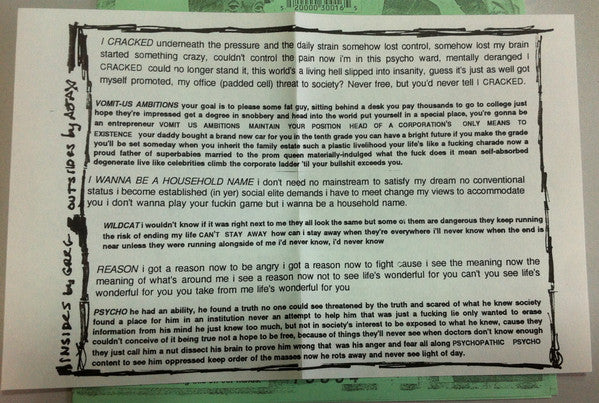 20000 30016 5
I CRACKED underneath the pressure and the daily strain somehow lost control, somehow lost my brain
started something crazy, couldn't control the pain now i'm in this psycho ward, mentally deranged I
CRACKED could no longer stand it, this world's a living hell slipped into insanity, guess it's just as well got
myself promoted, my office (padded cell) threat to society? Never free, but you'd never tell I CRACKED.
VOMIT-US AMBITIONS your goal is to please some fat guy, sitting behind a desk you pay thousands to go to college just
hope they're impressed get a degree in snobbery and head into the world put yourself in a special place, you're gonna be
an entrepreneur VOMIT US AMBITIONS MANTAIN YOUR POSITION HEAD OF A CORPORATION'S ONLY MEANS TO
EXISTENCE your daddy bought a brand new car for you in the tenth grade you can have a bright future if you make the grade
you'll be set someday when you inherit the family estate such a plastic livelihood your life's like a fucking charade now a
proud father of superbabies married to the prom queen materially-indulged what the fuck does it mean self-absorbed
degenerate live like celebrities climb the corporate ladder 'til your bullshit exceeds you.
I WANNA BE A HOUSEHOLD NAME i don't need no mainstream to satisfy my dream no conventional
status i become established (in yer) social elite demands i have to meet change my views to accommodate
you i don't wanna play your fuckin game but i wanna be a household name.
WILDCAT i wouldn't know if it was right next to me they all look the same but some of them are dangerous they keep running
the risk of ending my life CAN'T STAY AWAY how can i stay away when they're everywhere i'll never know when the end is
near unless they were running alongside of me i'd never know, i'd never know
REASON i got a reason now to be angry i got a reason now to fight cause i see the meaning now the
meaning of what's around me i see a reason now not to see life's wonderful for you can't you see life's
wonderful for you you take from me life's wonderful for you
PSYCHO he had an ability, he found a truth no one could see threatened by the truth and scared of what he knew society
found a place for him in an institution never an attempt to help him that was just a fucking lie only wanted to erase
information from his mind he just knew too much, but not in society's interest to be exposed to what he knew, cause they
couldn't conceive of it being true not a hope to be free, because of things they'll never see when doctors don't know enough
they just call him a nut dissect his brain to prove him wrong that was his anger and fear all along PSYCHOPATHIC PSYCHO
content to see him oppressed keep order of the masses now he rots away and never see light of day.
INSIDES by GREG & OUTSIDES by